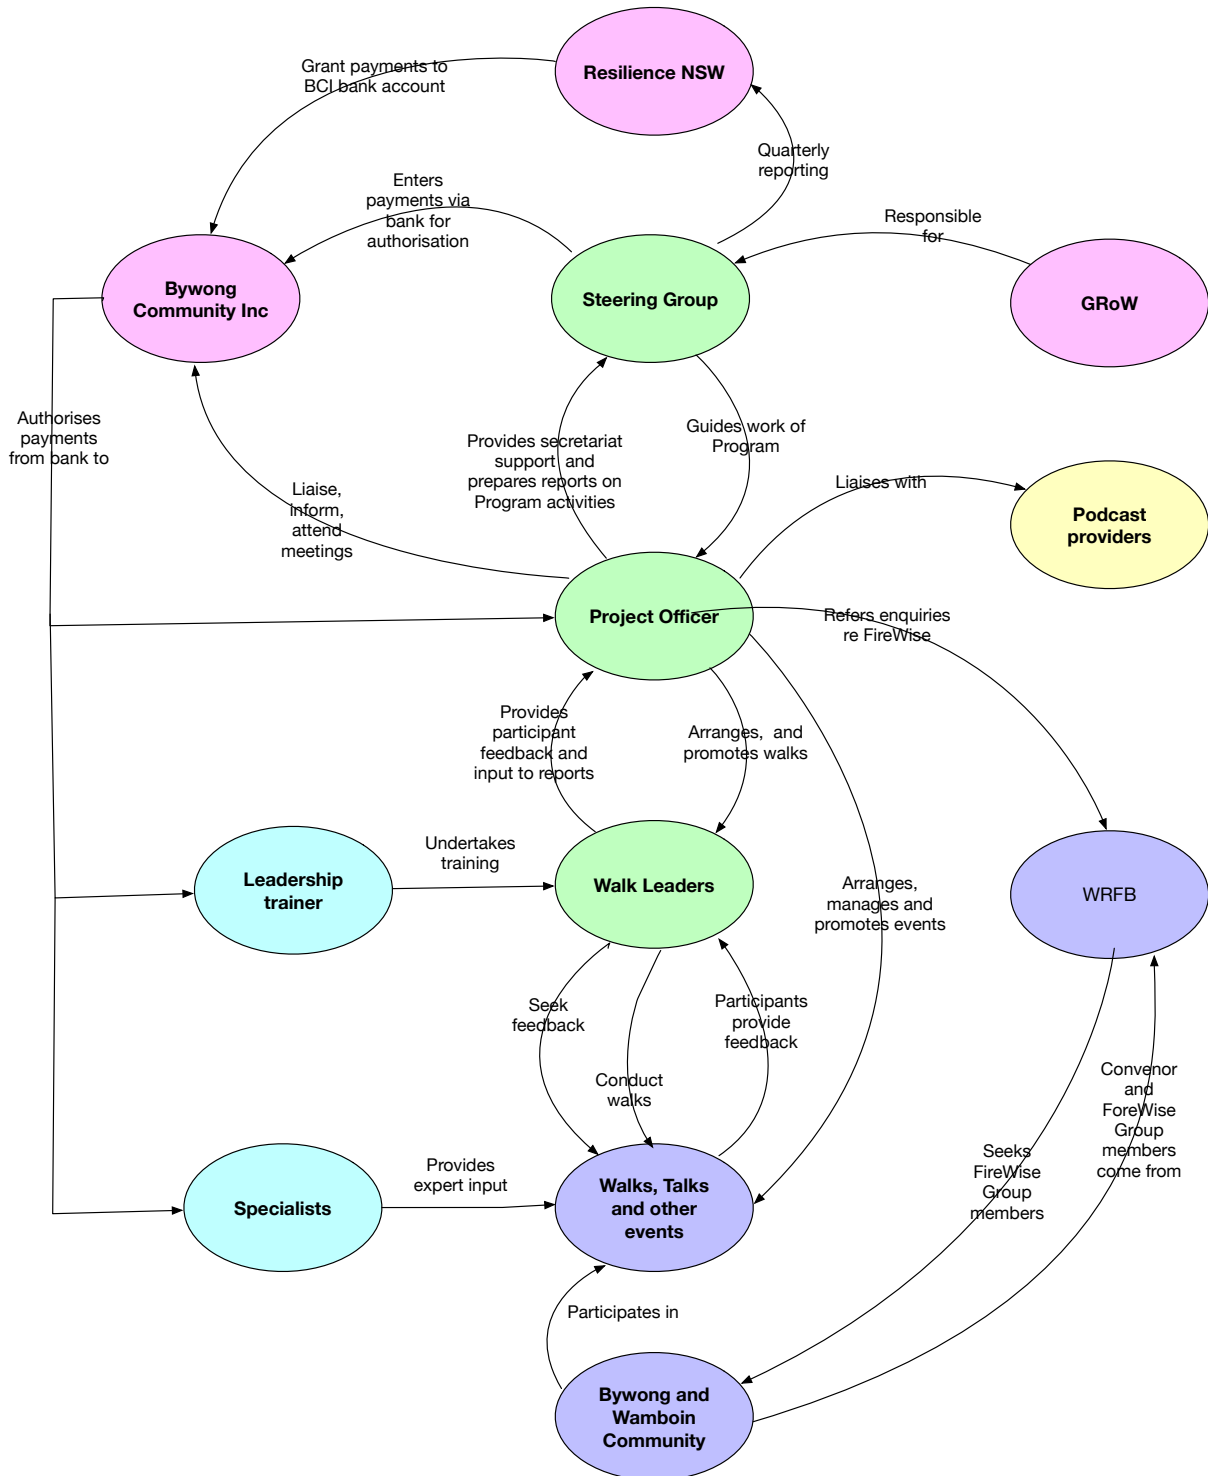 Grant payments to
BCI bank account
Resilience NSW
Quarterly
reporting
Enters
payments via
bank for
authorisation
Responsible
for
Bywong
Community Inc
Steering Group
GRoW
Authorises
payments
from bank to
Provides secretariat
support  and
prepares reports on
Program activities
Guides work of
Program
Liaises with
Liaise,
inform,
attend
meetings
Podcast
providers
Project Officer
Refers enquiries
re FireWise
Provides
participant
feedback and
input to reports
Arranges,  and
promotes walks
Undertakes
training
Leadership
trainer
Walk Leaders
Arranges,
manages and
promotes events
WRFB
Seek
feedback
Participants
provide
feedback
Conduct
walks
Convenor
and
ForeWise
Group
members
come from
Seeks
FireWise
Group
members
Provides
expert input
Specialists
Walks, Talks
and other
events
Participates in
Bywong and
Wamboin
Community